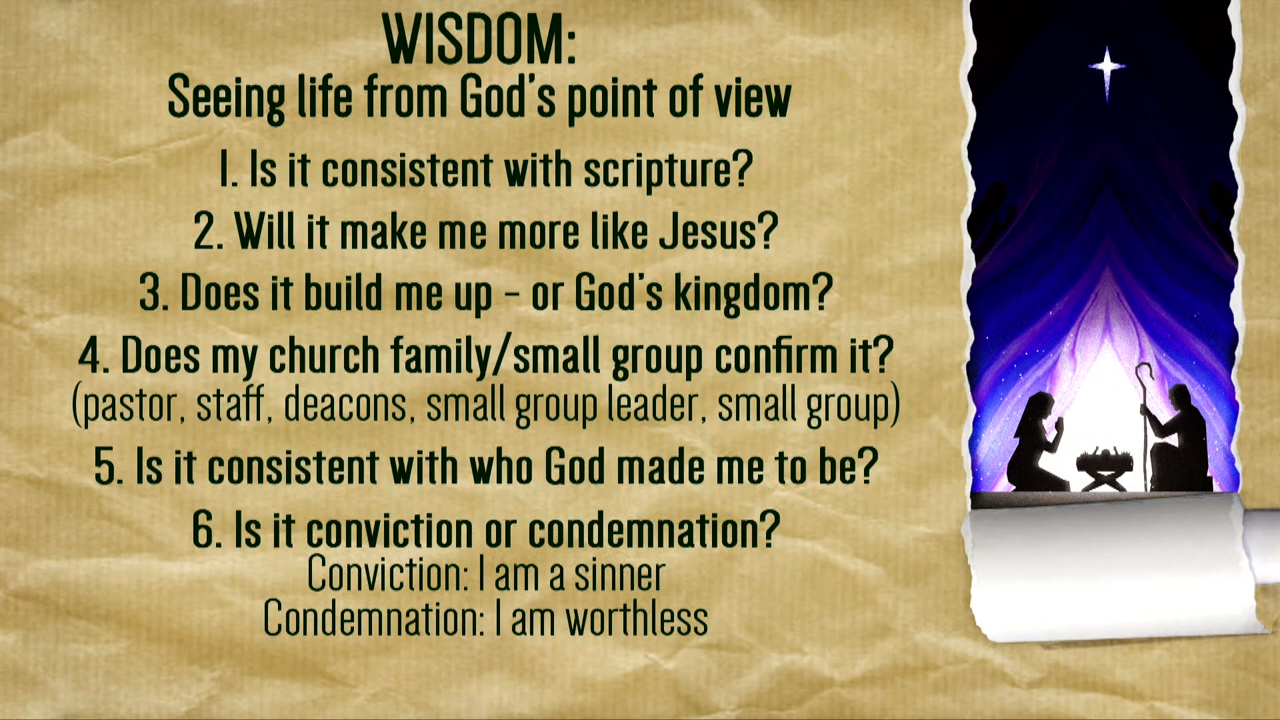 WISDOM:
Seeing life from God's point of view
1. Is it consistent with scripture?
2. Will it make me more like Jesus?
3. Does it build me up - or God's kingdom?
4. Does my church family/small group confirm it?
(pastor, staff, deacons, small group leader, small group)
5. Is it consistent with who God made me to be?
6. Is it conviction or condemnation?
Conviction: I am a sinner
Condemnation: I am worthless